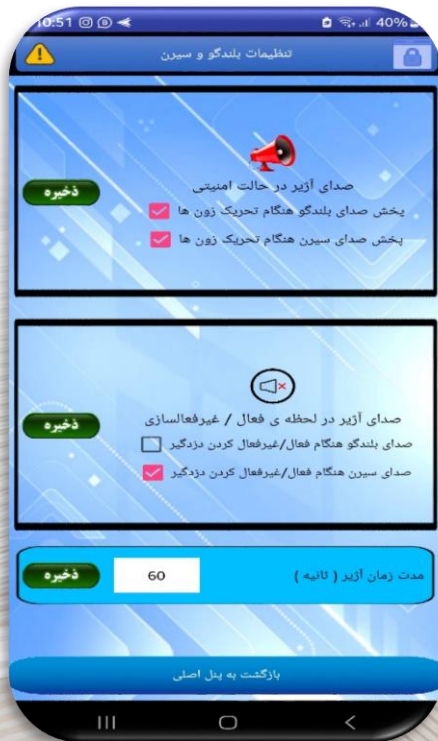 10:51 40%
تنظیمات بلندگو و سیرن
صدای آژیر در حالت امنیتی
ذخیره
پخش صدای بلندگو هنگام تحریک زون ها
پخش صدای سیرن هنگام تحریک زون ها
صدای آژیر در لحظه ی فعال / غیرفعالسازی
ذخیره
صدای بلندگو هنگام فعال/غیرفعال کردن دزدگیر
صدای سیرن هنگام فعال/غیرفعال کردن دزدگیر
مدت زمان آژیر ( ثانیه ) 60 ذخیره
بازگشت به پنل اصلی